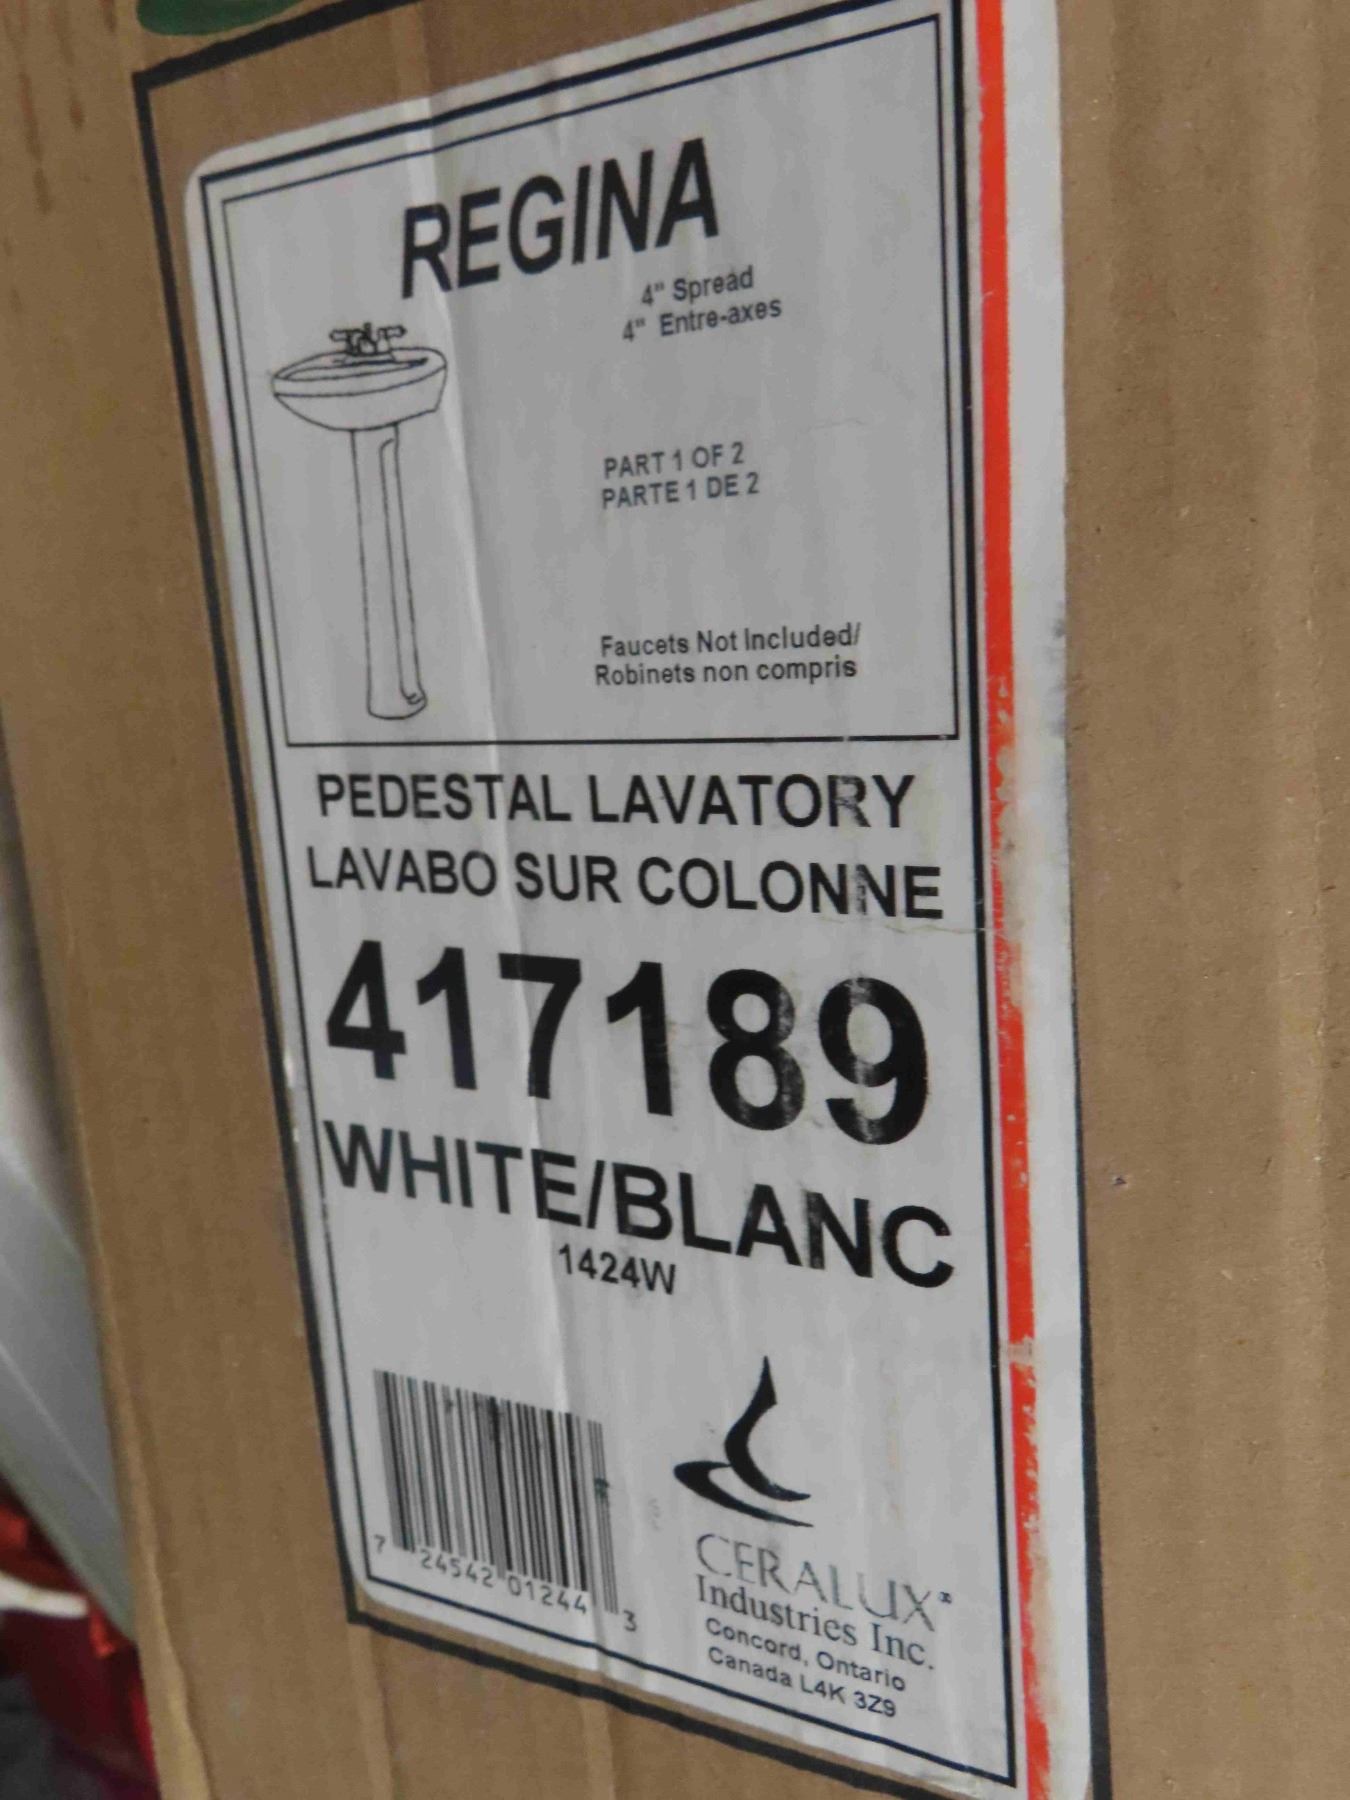 REGINA
4" Spread
4" Entre-axes
PART 1 OF 2
PARTE 1 DE 2
Faucets Not Included/
Robinets non compris
PEDESTAL LAVATORY
LAVABO SUR COLONNE
417189
WHITE/BLANC
1424W
7 24542 01244 3
CERALUX®
Industries Inc.
Concord, Ontario
Canada L4K 3Z9